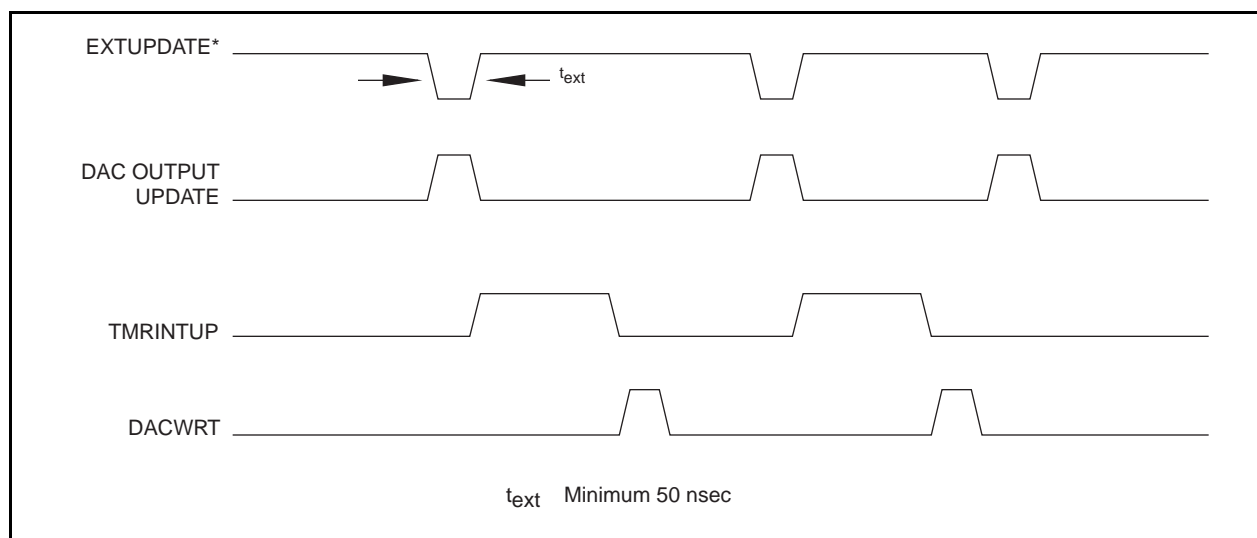 EXTUPDATE*
t_ext
DAC OUTPUT
UPDATE
TMRINTUP
DACWRT
t_ext Minimum 50 nsec